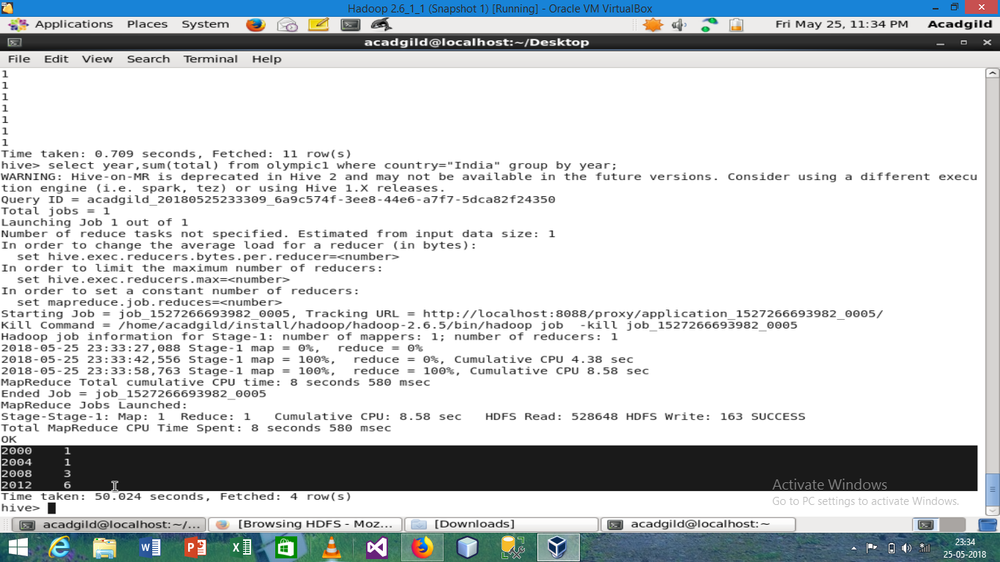 Hadoop 2.6_1_1 (Snapshot 1) [Running] - Oracle VM VirtualBox
Applications Places System Fri May 25, 11:34 PM Acadgild
acadgild@localhost:~/Desktop
File Edit View Search Terminal Help
1
1
1
1
1
1
1
Time taken: 0.709 seconds, Fetched: 11 row(s)
hive> select year,sum(total) from olympic1 where country="India" group by year;
WARNING: Hive-on-MR is deprecated in Hive 2 and may not be available in the future versions. Consider using a different execu
tion engine (i.e. spark, tez) or using Hive 1.X releases.
Query ID = acadgild_20180525233309_6a9c574f-3ee8-44e6-a7f7-5dca82f24350
Total jobs = 1
Launching Job 1 out of 1
Number of reduce tasks not specified. Estimated from input data size: 1
In order to change the average load for a reducer (in bytes):
  set hive.exec.reducers.bytes.per.reducer=<number>
In order to limit the maximum number of reducers:
  set hive.exec.reducers.max=<number>
In order to set a constant number of reducers:
  set mapreduce.job.reduces=<number>
Starting Job = job_1527266693982_0005, Tracking URL = http://localhost:8088/proxy/application_1527266693982_0005/
Kill Command = /home/acadgild/install/hadoop/hadoop-2.6.5/bin/hadoop job  -kill job_1527266693982_0005
Hadoop job information for Stage-1: number of mappers: 1; number of reducers: 1
2018-05-25 23:33:27,088 Stage-1 map = 0%,  reduce = 0%
2018-05-25 23:33:42,556 Stage-1 map = 100%,  reduce = 0%, Cumulative CPU 4.38 sec
2018-05-25 23:33:58,763 Stage-1 map = 100%,  reduce = 100%, Cumulative CPU 8.58 sec
MapReduce Total cumulative CPU time: 8 seconds 580 msec
Ended Job = job_1527266693982_0005
MapReduce Jobs Launched:
Stage-Stage-1: Map: 1  Reduce: 1   Cumulative CPU: 8.58 sec   HDFS Read: 528648 HDFS Write: 163 SUCCESS
Total MapReduce CPU Time Spent: 8 seconds 580 msec
OK
2000    1
2004    1
2008    3
2012    6
Activate Windows
Time taken: 50.024 seconds, Fetched: 4 row(s)
Go to PC settings to activate Windows.
hive>
acadgild@localhost:~/... [Browsing HDFS - Moz... [Downloads] acadgild@localhost:~
23:34
25-05-2018